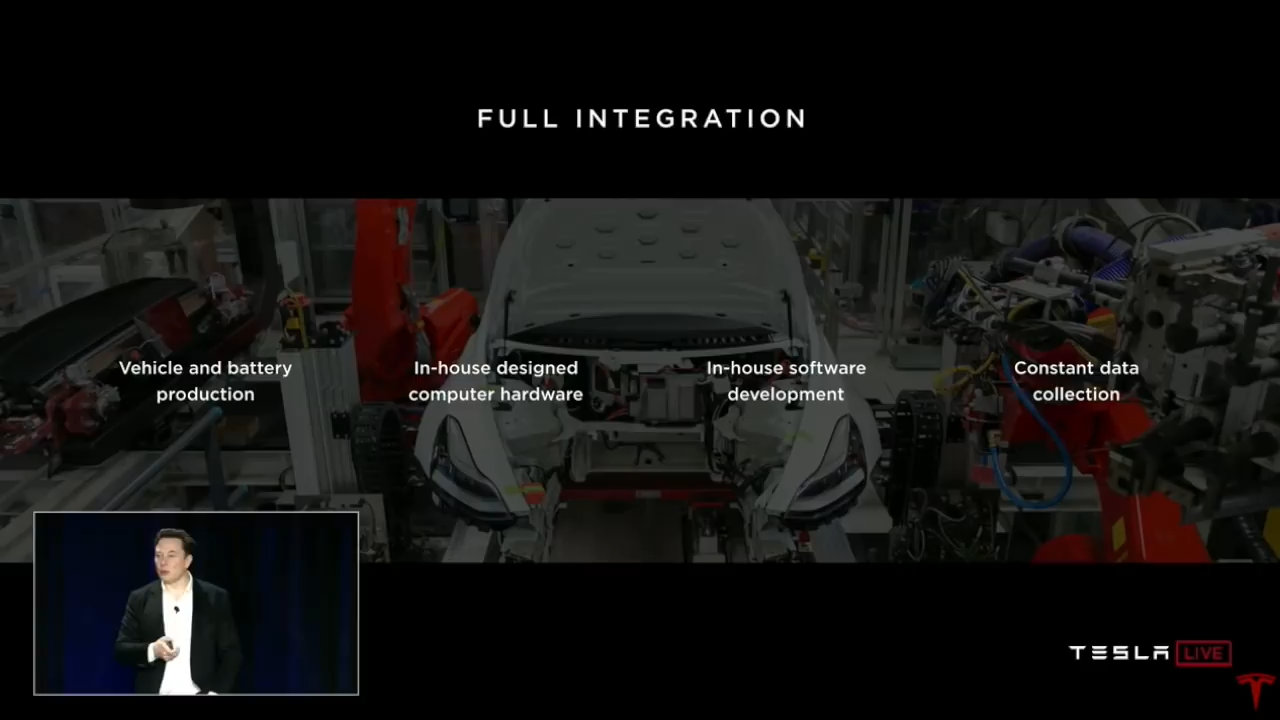 FULL INTEGRATION
Vehicle and battery
production
In-house designed
computer hardware
In-house software
development
Constant data
collection
TESLA LIVE